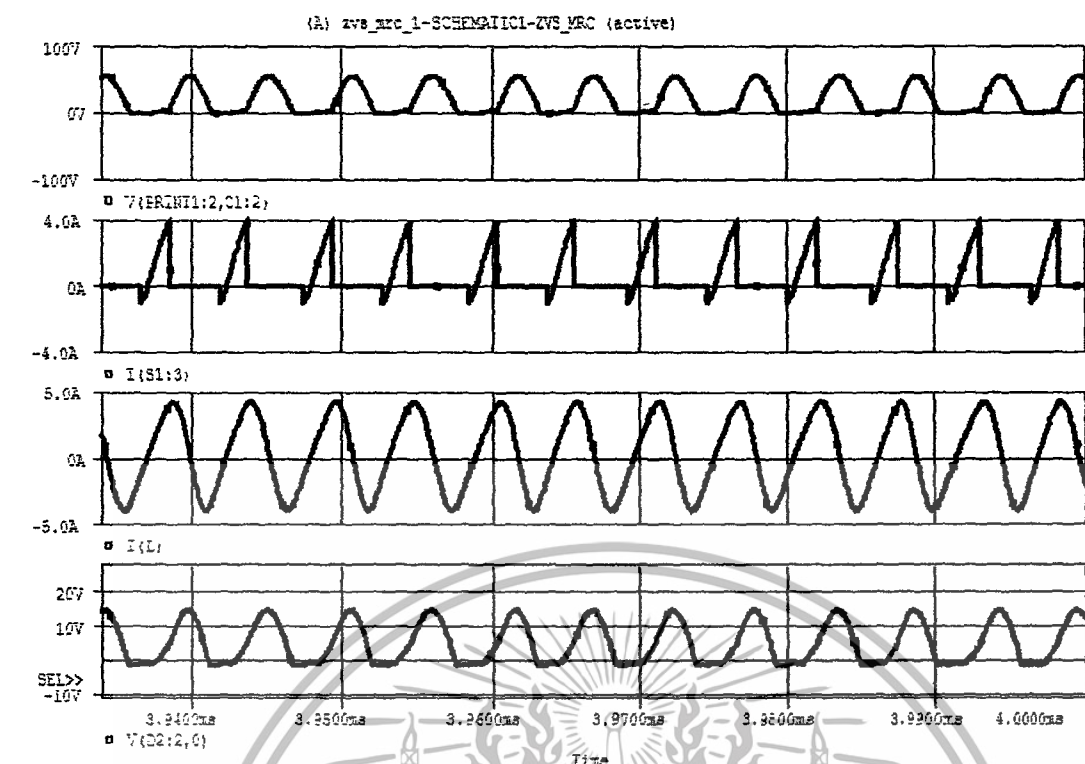 (A) zvs_mrc_1-SCHEMATIC1-ZVS_MRC (active)
100V
0V
-100V
V(PRINT1:2,C1:2)
4.0A
0A
-4.0A
I(S1:3)
5.0A
0A
-5.0A
I(L)
20V
10V
SEL>>
-10V
3.9400ms 3.9500ms 3.9600ms 3.9700ms 3.9800ms 3.9900ms 4.0000ms
V(D2:2,0)
Time